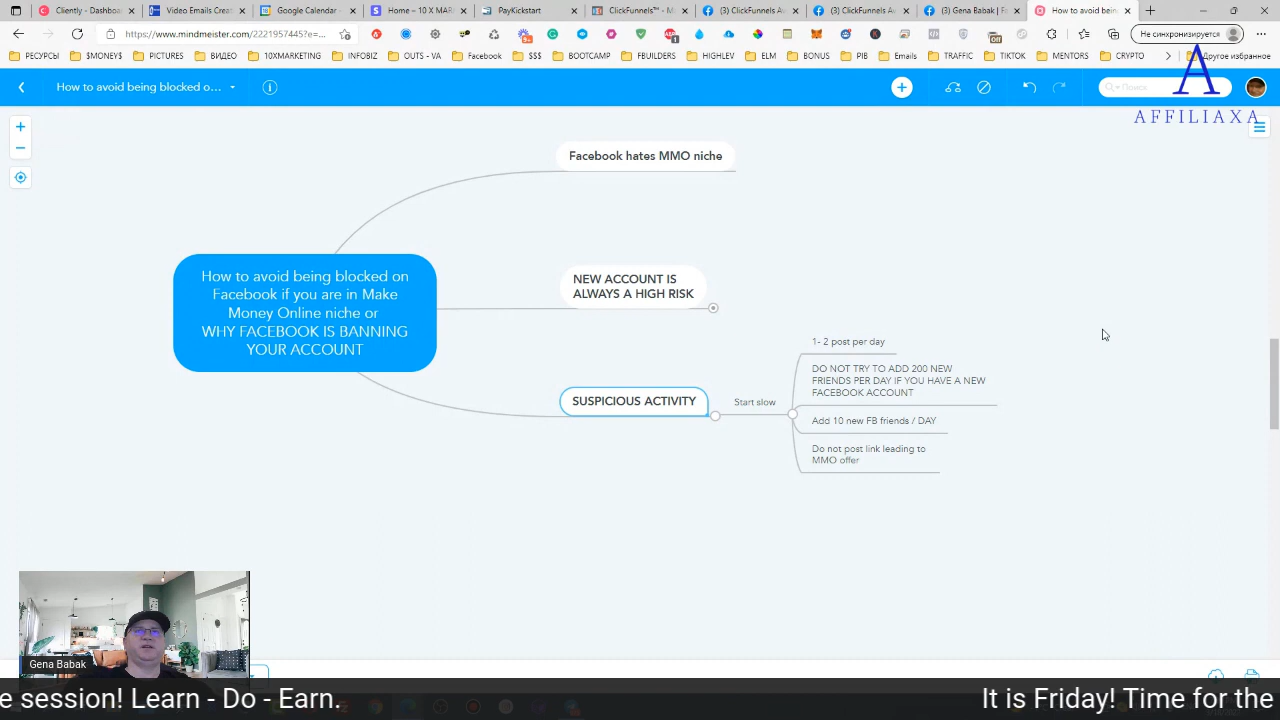 Cliently - Dashboa
Video Emails Creat
Google Calendar -
Home ~ 10 X MAR
PayKickstart
ClickFunnels™ - M
(3) ClickFunnels Av
(3) ClickFunnels Av
(3) Gena Babak | F
How to avoid bein
https://www.mindmeister.com/2221957445?e=...
Не синхронизируется
РЕСУРСЫ
$MONEY$
PICTURES
ВИДЕО
10XMARKETING
INFOBIZ
OUTS - VA
Facebook
$$$
BOOTCAMP
FBUILDERS
HIGHLEV
ELM
BONUS
PIB
Emails
TRAFFIC
TIKTOK
MENTORS
CRYPTO
Другое избранное
How to avoid being blocked o...
Поиск
A
AFFILIAXA
Facebook hates MMO niche
How to avoid being blocked on
Facebook if you are in Make
Money Online niche or
WHY FACEBOOK IS BANNING
YOUR ACCOUNT
NEW ACCOUNT IS
ALWAYS A HIGH RISK
SUSPICIOUS ACTIVITY
Start slow
1- 2 post per day
DO NOT TRY TO ADD 200 NEW
FRIENDS PER DAY IF YOU HAVE A NEW
FACEBOOK ACCOUNT
Add 10 new FB friends / DAY
Do not post link leading to
MMO offer
Gena Babak
e session! Learn - Do - Earn.
It is Friday! Time for the